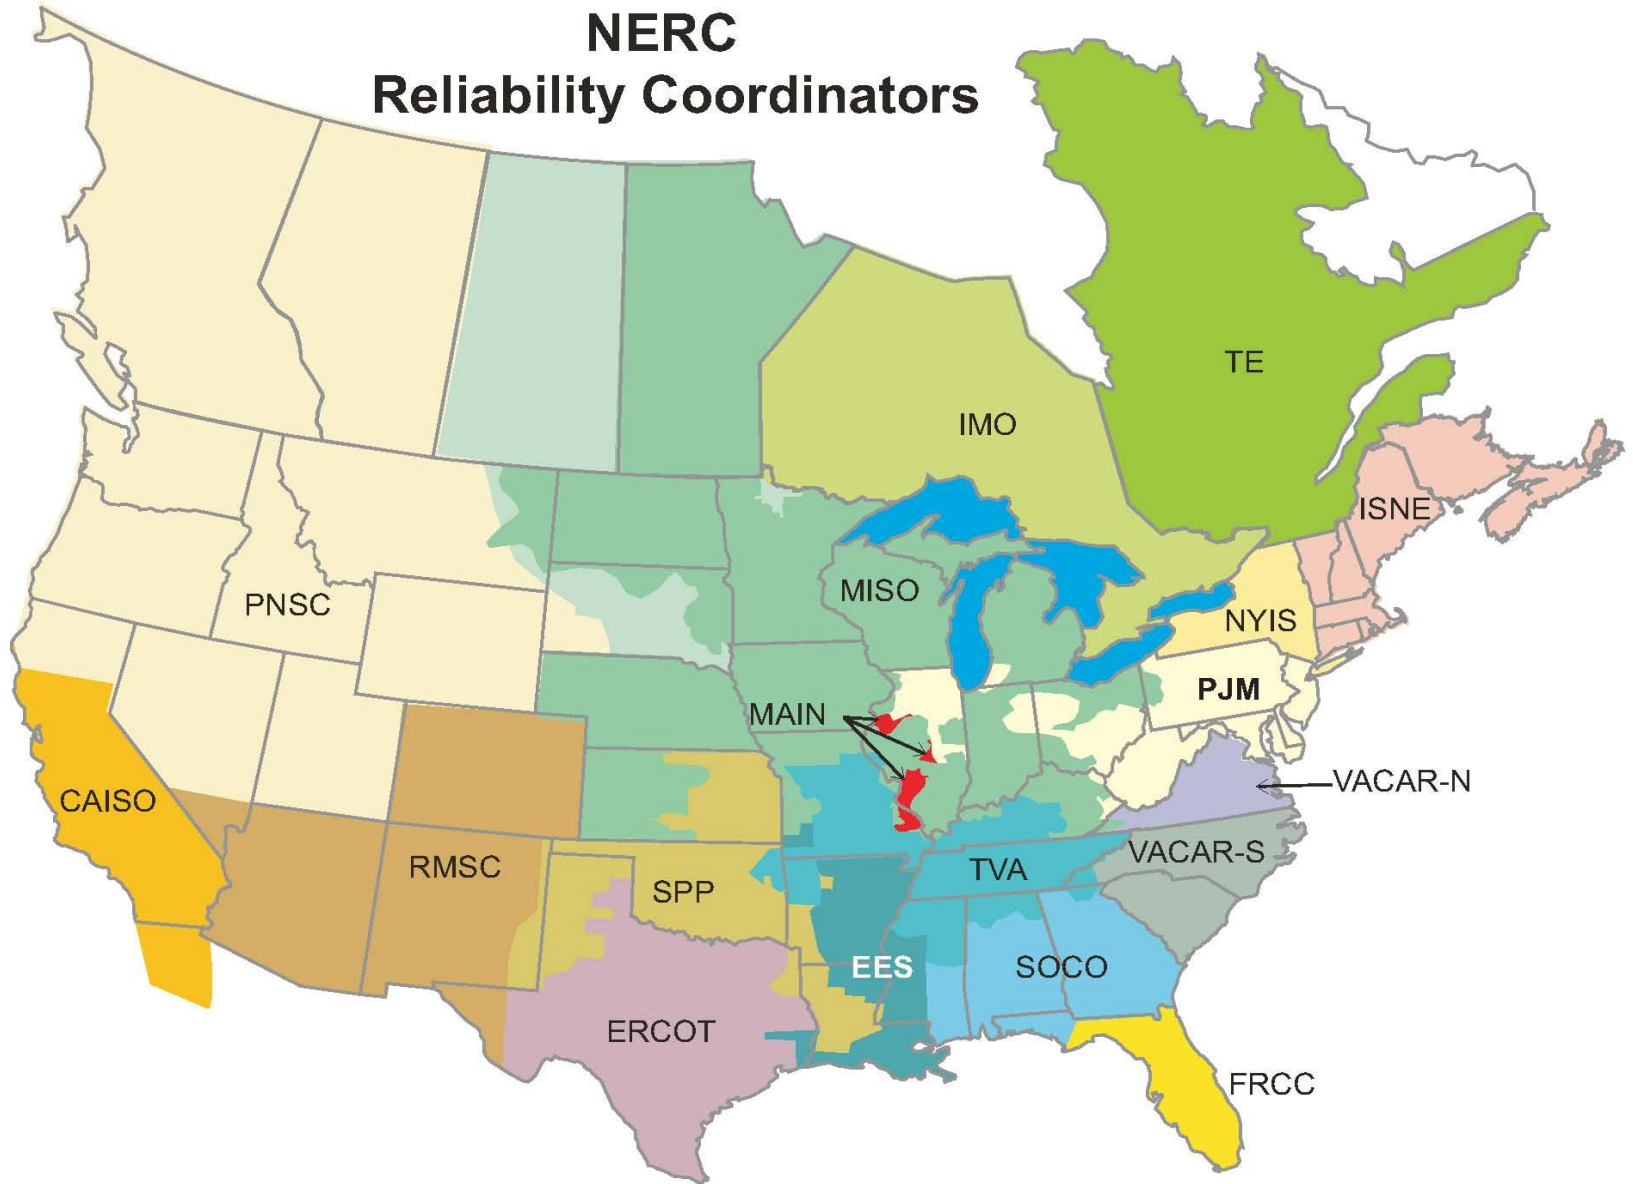 NERC
Reliability Coordinators
TE
IMO
ISNE
MISO
PNSC
NYIS
PJM
MAIN
VACAR-N
CAISO
VACAR-S
RMSC
TVA
SPP
EES
SOCO
ERCOT
FRCC